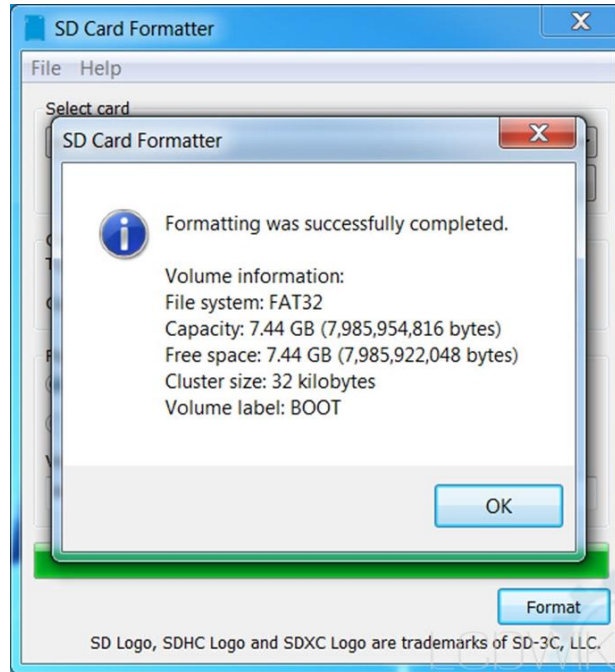 SD Card Formatter
File Help
Select card
SD Card Formatter
Formatting was successfully completed.
Volume information:
File system: FAT32
Capacity: 7.44 GB (7,985,954,816 bytes)
Free space: 7.44 GB (7,985,922,048 bytes)
Cluster size: 32 kilobytes
Volume label: BOOT
OK
Format
SD Logo, SDHC Logo and SDXC Logo are trademarks of SD-3C, LLC.